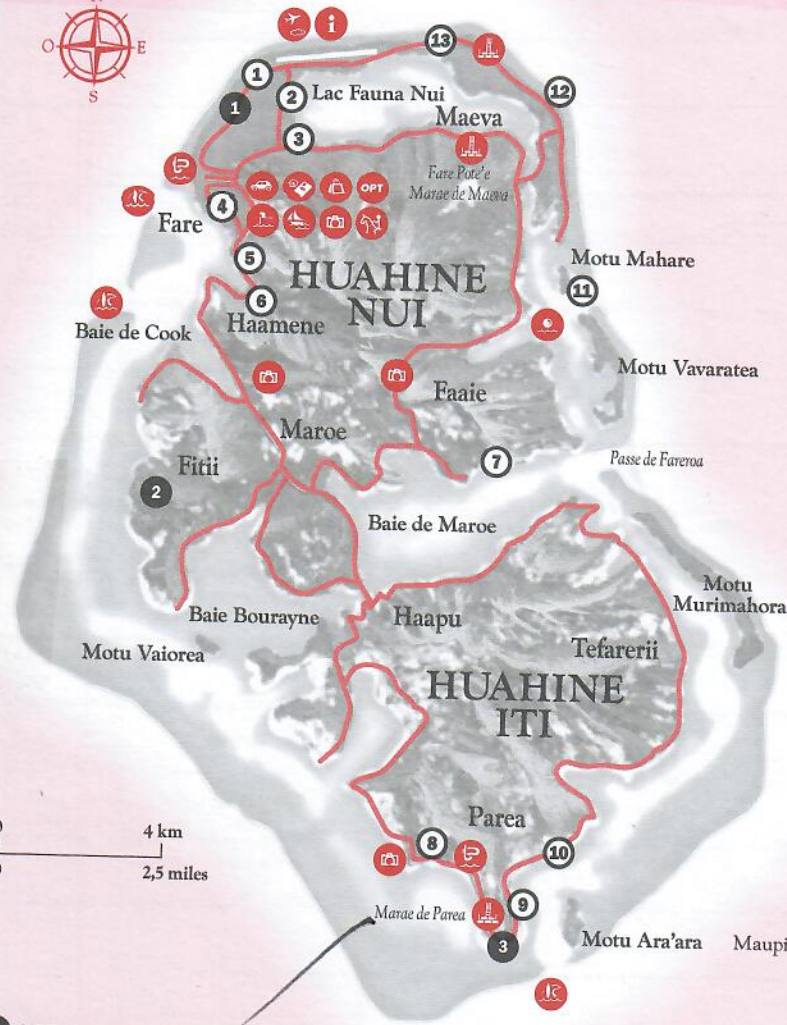 O
E
S
i
13
1
1
2
Lac Fauna Nui
12
Maeva
3
Fare Pote'e
Marae de Maeva
OPT
4
Fare
5
Motu Mahare
HUAHINE
NUI
11
6
Haamene
Baie de Cook
Motu Vavaratea
Faaie
Maroe
Fitii
7
Passe de Fareroa
2
Baie de Maroe
Motu
Murimahora
Baie Bourayne
Haapu
Motu Vaiorea
Tefarerii
HUAHINE
ITI
4 km
2,5 miles
Parea
8
10
Marae de Parea
9
3
Motu Ara'ara
Maupi